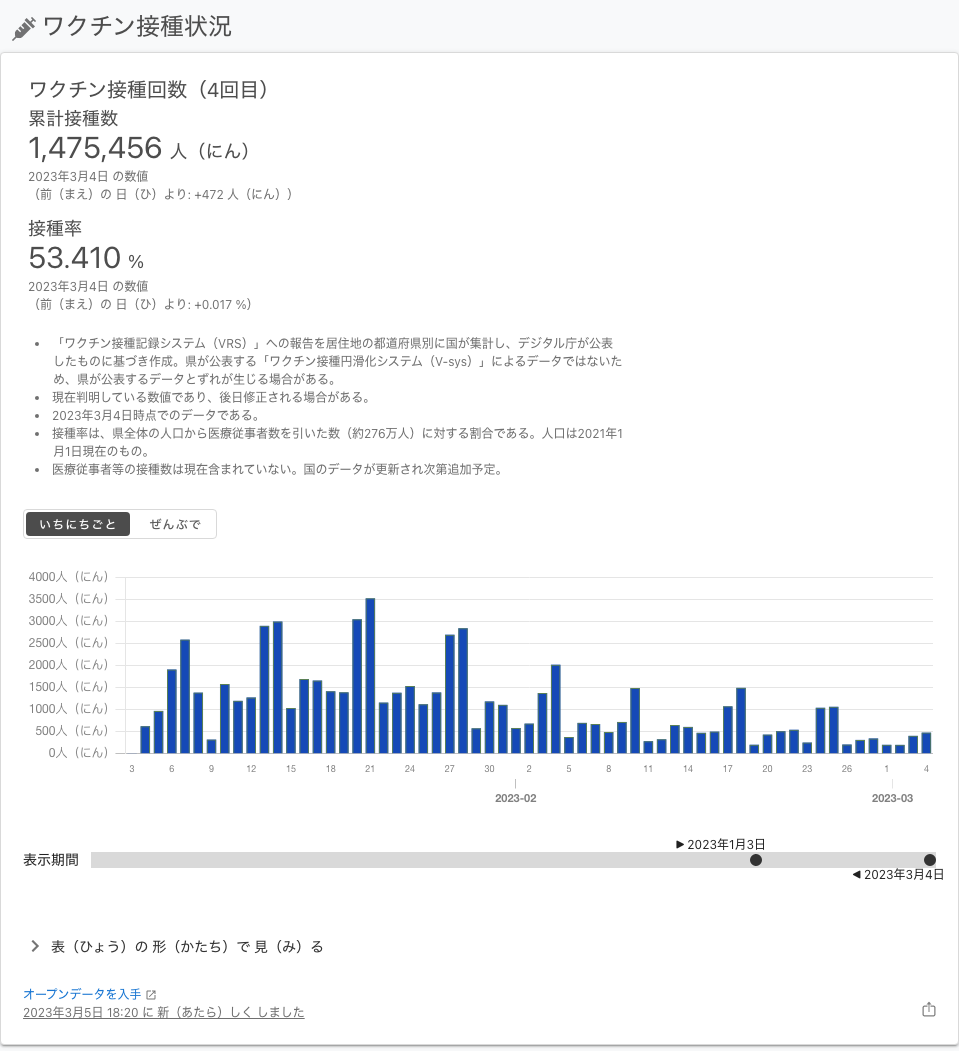 ワクチン接種状況
ワクチン接種回数（4回目）
累計接種数
1,475,456 人（にん）
2023年3月4日 の数値
（前（まえ）の 日（ひ）より: +472 人（にん））
接種率
53.410 %
2023年3月4日 の数値
（前（まえ）の 日（ひ）より: +0.017 %）
• 「ワクチン接種記録システム（VRS）」への報告を居住地の都道府県別に国が集計し、デジタル庁が公表
したものに基づき作成。県が公表する「ワクチン接種円滑化システム（V-sys）」によるデータではないた
め、県が公表するデータとずれが生じる場合がある。
• 現在判明している数値であり、後日修正される場合がある。
• 2023年3月4日時点でのデータである。
• 接種率は、県全体の人口から医療従事者数を引いた数（約276万人）に対する割合である。人口は2021年1
月1日現在のもの。
• 医療従事者等の接種数は現在含まれていない。国のデータが更新され次第追加予定。
いちにちごと ぜんぶで
4000人（にん）
3500人（にん）
3000人（にん）
2500人（にん）
2000人（にん）
1500人（にん）
1000人（にん）
500人（にん）
0人（にん）
3 6 9 12 15 18 21 24 27 30 2 5 8 11 14 17 20 23 26 1 4
2023-02 2023-03
▶ 2023年1月3日
表示期間
◀ 2023年3月4日
表（ひょう）の 形（かたち）で 見（み）る
オープンデータを入手
2023年3月5日 18:20 に 新（あたら）しく しました